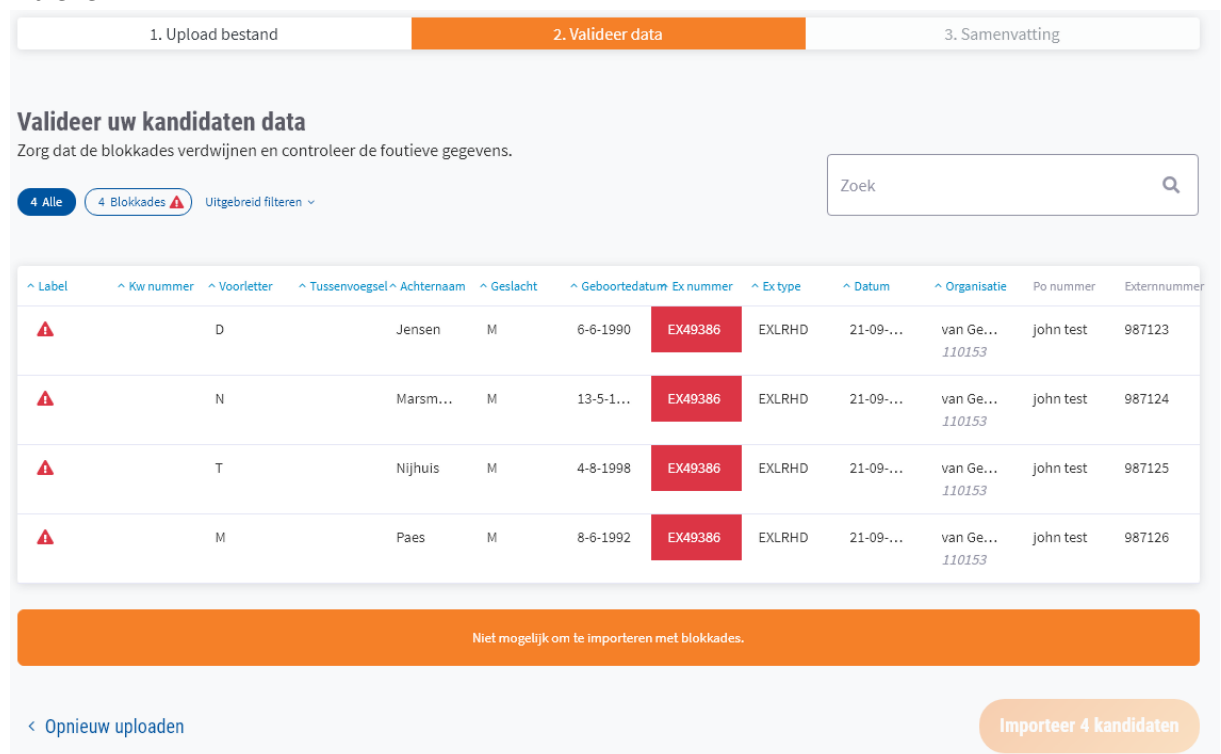 1. Upload bestand 2. Valideer data 3. Samenvatting
Valideer uw kandidaten data
Zorg dat de blokkades verdwijnen en controleer de foutieve gegevens.
Zoek
4 Alle 4 Blokkades Uitgebreid filteren
Label Kw nummer Voorletter Tussenvoegsel Achternaam Geslacht Geboortedatum Ex nummer Ex type Datum Organisatie Po nummer Externnummer
D Jensen M 6-6-1990 EX49386 EXLRHD 21-09-... van Ge... john test 987123
110153
N Marsm... M 13-5-1... EX49386 EXLRHD 21-09-... van Ge... john test 987124
110153
T Nijhuis M 4-8-1998 EX49386 EXLRHD 21-09-... van Ge... john test 987125
110153
M Paes M 8-6-1992 EX49386 EXLRHD 21-09-... van Ge... john test 987126
110153
Niet mogelijk om te importeren met blokkades.
< Opnieuw uploaden Importeer 4 kandidaten